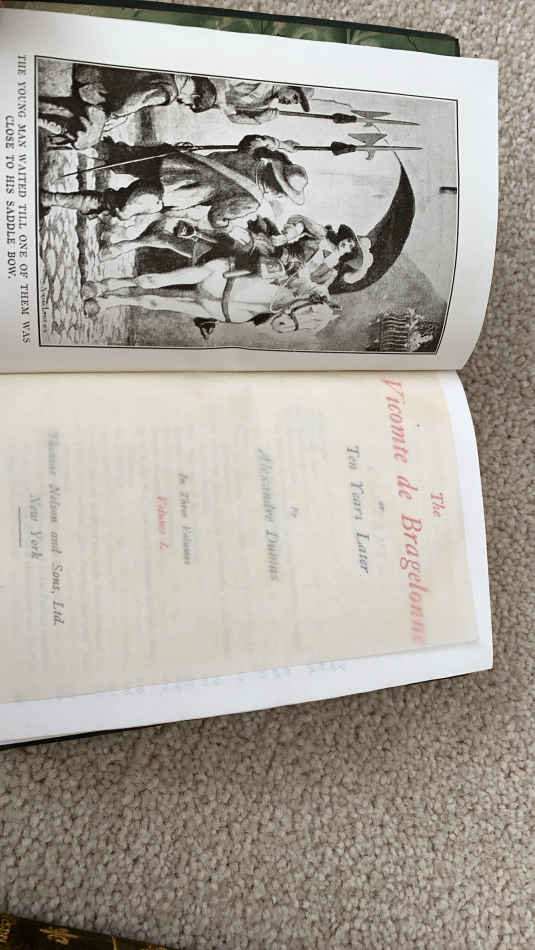 THE YOUNG MAN WAITED TILL ONE OF THEM WAS
CLOSE TO HIS SADDLE BOW.
The
Vicomte de Bragelonne
or
Ten Years Later.
By
Alexandre Dumas
In Three Volumes
Volume I.
Thomas Nelson and Sons, Ltd.
New York